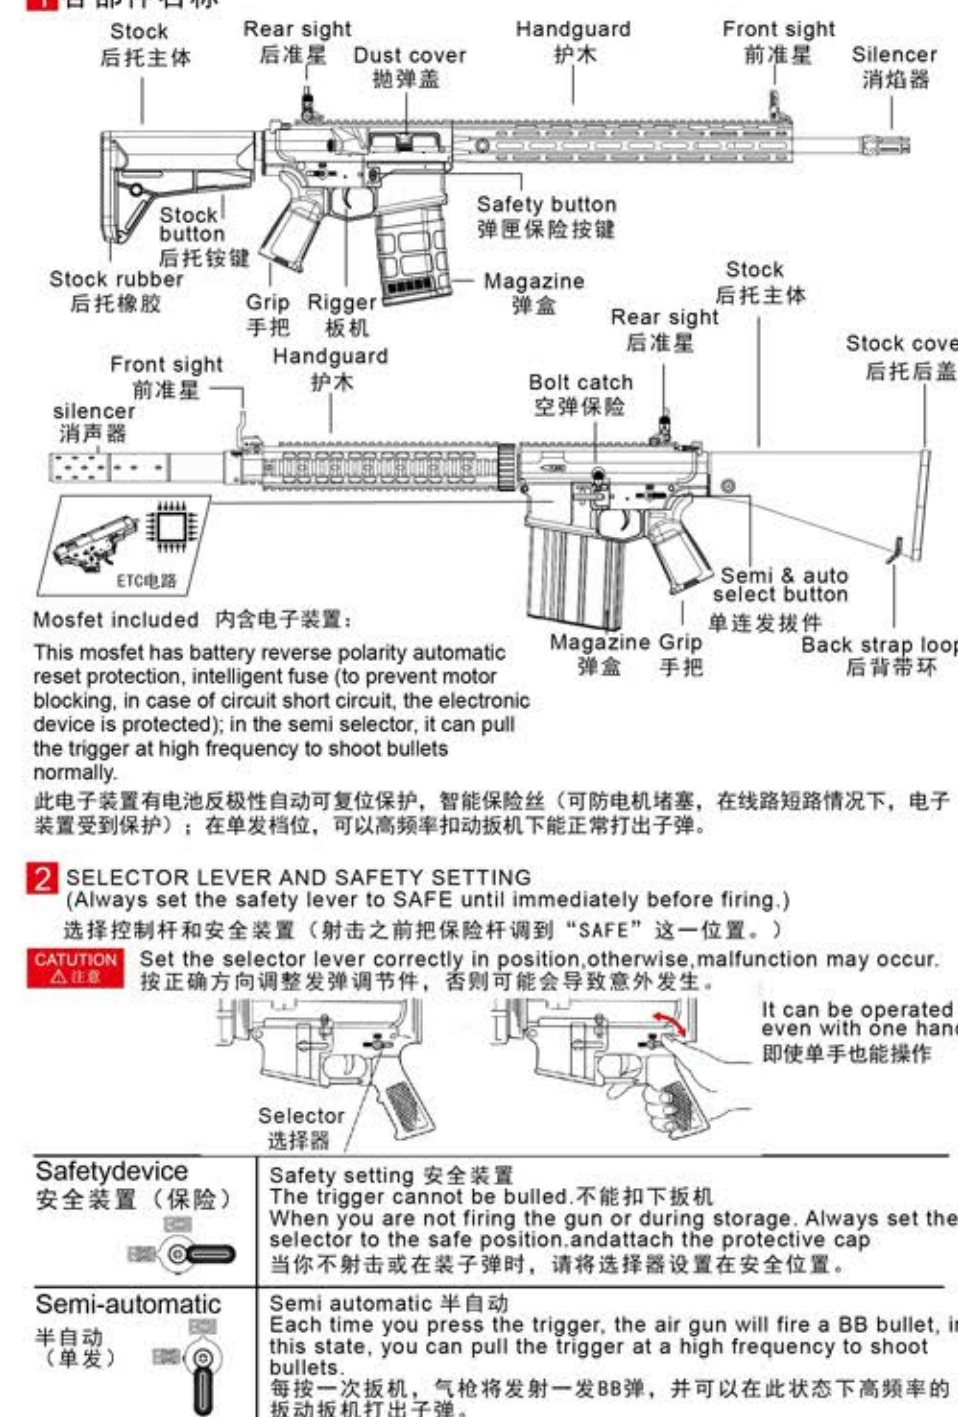 1 各部件名称
Stock
后托主体
Rear sight
后准星
Dust cover
抛弹盖
Handguard
护木
Front sight
前准星
Silencer
消焰器
Stock button
后托铵键
Stock rubber
后托橡胶
Grip
手把
Rigger
板机
Safety button
弹匣保险按键
Magazine
弹盒
Stock
后托主体
Rear sight
后准星
Stock cove
后托后盖
Front sight
前准星
Handguard
护木
Bolt catch
空弹保险
silencer
消声器
ETC电路
Semi & auto
select button
单连发拨件
Magazine
弹盒
Grip
手把
Back strap loop
后背带环
Mosfet included 内含电子装置：
This mosfet has battery reverse polarity automatic
reset protection, intelligent fuse (to prevent motor
blocking, in case of circuit short circuit, the electronic
device is protected); in the semi selector, it can pull
the trigger at high frequency to shoot bullets
normally.
此电子装置有电池反极性自动可复位保护，智能保险丝（可防电机堵塞，在线路短路情况下，电子
装置受到保护）；在单发档位，可以高频率扣动扳机下能正常打出子弹。
2 SELECTOR LEVER AND SAFETY SETTING
(Always set the safety lever to SAFE until immediately before firing.)
选择控制杆和安全装置（射击之前把保险杆调到“SAFE”这一位置。）
CATUTION
⚠注意
Set the selector lever correctly in position,otherwise,malfunction may occur.
按正确方向调整发弹调节件，否则可能会导致意外发生。
It can be operated
even with one hand
即使单手也能操作
Selector
选择器
Safetydevice
安全装置（保险）
Safety setting 安全装置
The trigger cannot be bulled.不能扣下扳机
When you are not firing the gun or during storage. Always set the
selector to the safe position.andattach the protective cap
当你不射击或在装子弹时，请将选择器设置在安全位置。
Semi-automatic
半自动
（单发）
Semi automatic 半自动
Each time you press the trigger, the air gun will fire a BB bullet, in
this state, you can pull the trigger at a high frequency to shoot
bullets.
每按一次扳机，气枪将发射一发BB弹，并可以在此状态下高频率的
扳动扳机打出子弹。